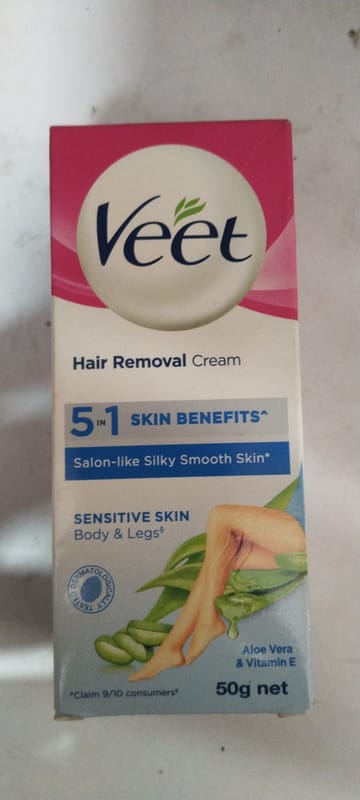 Veet
Hair Removal Cream
5 IN 1 SKIN BENEFITS^
Salon-like Silky Smooth Skin*
SENSITIVE SKIN
Body & Legs§
DERMATOLOGICALLY TESTED
Aloe Vera
& Vitamin E
*Claim 9/10 consumers‡
50g net